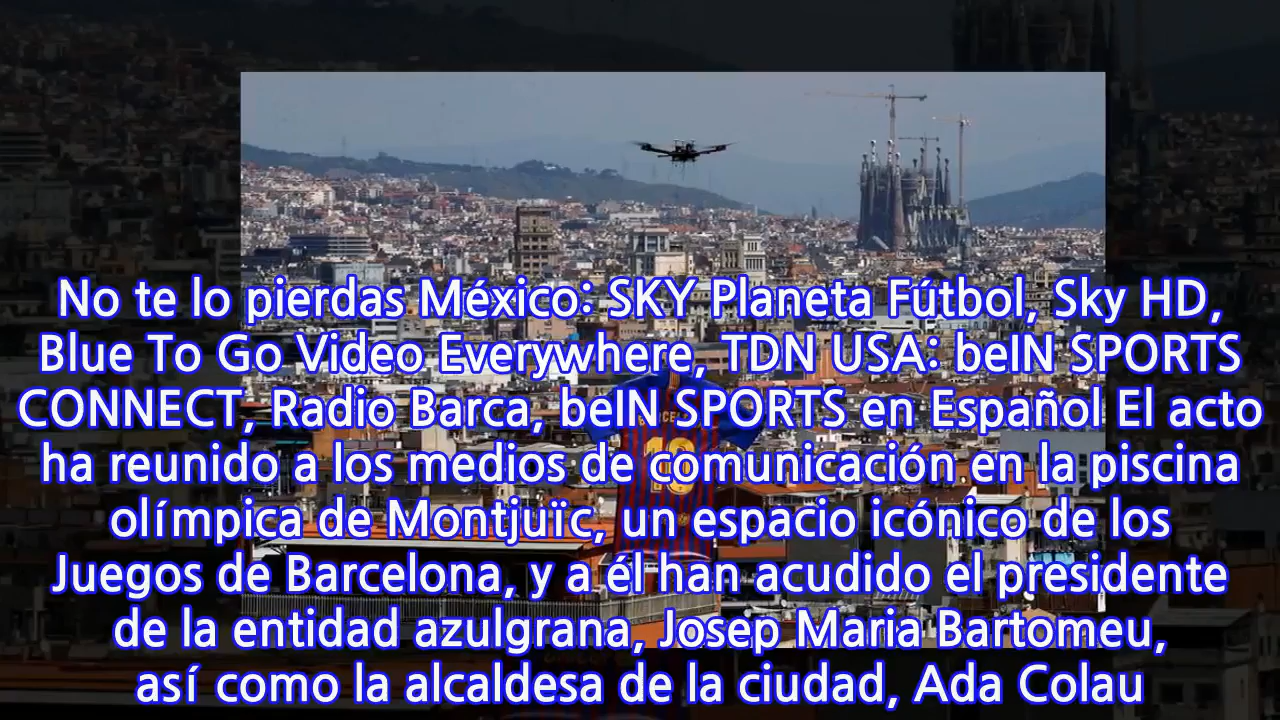 No te lo pierdas México: SKY Planeta Fútbol, Sky HD,
Blue To Go Video Everywhere, TDN USA: beIN SPORTS
CONNECT, Radio Barca, beIN SPORTS en Español El acto
ha reunido a los medios de comunicación en la piscina
olímpica de Montjuïc, un espacio icónico de los
Juegos de Barcelona, y a él han acudido el presidente
de la entidad azulgrana, Josep Maria Bartomeu,
así como la alcaldesa de la ciudad, Ada Colau